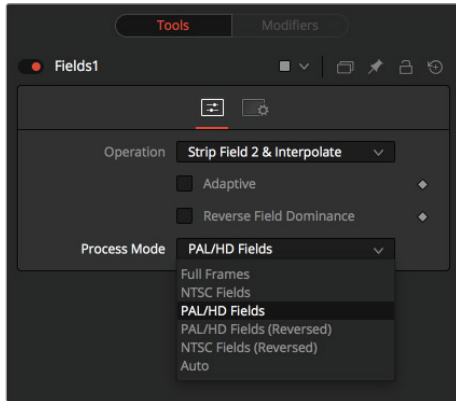 Tools Modifiers
Fields1
Operation Strip Field 2 & Interpolate
Adaptive
Reverse Field Dominance
Process Mode PAL/HD Fields
Full Frames
NTSC Fields
PAL/HD Fields
PAL/HD Fields (Reversed)
NTSC Fields (Reversed)
Auto